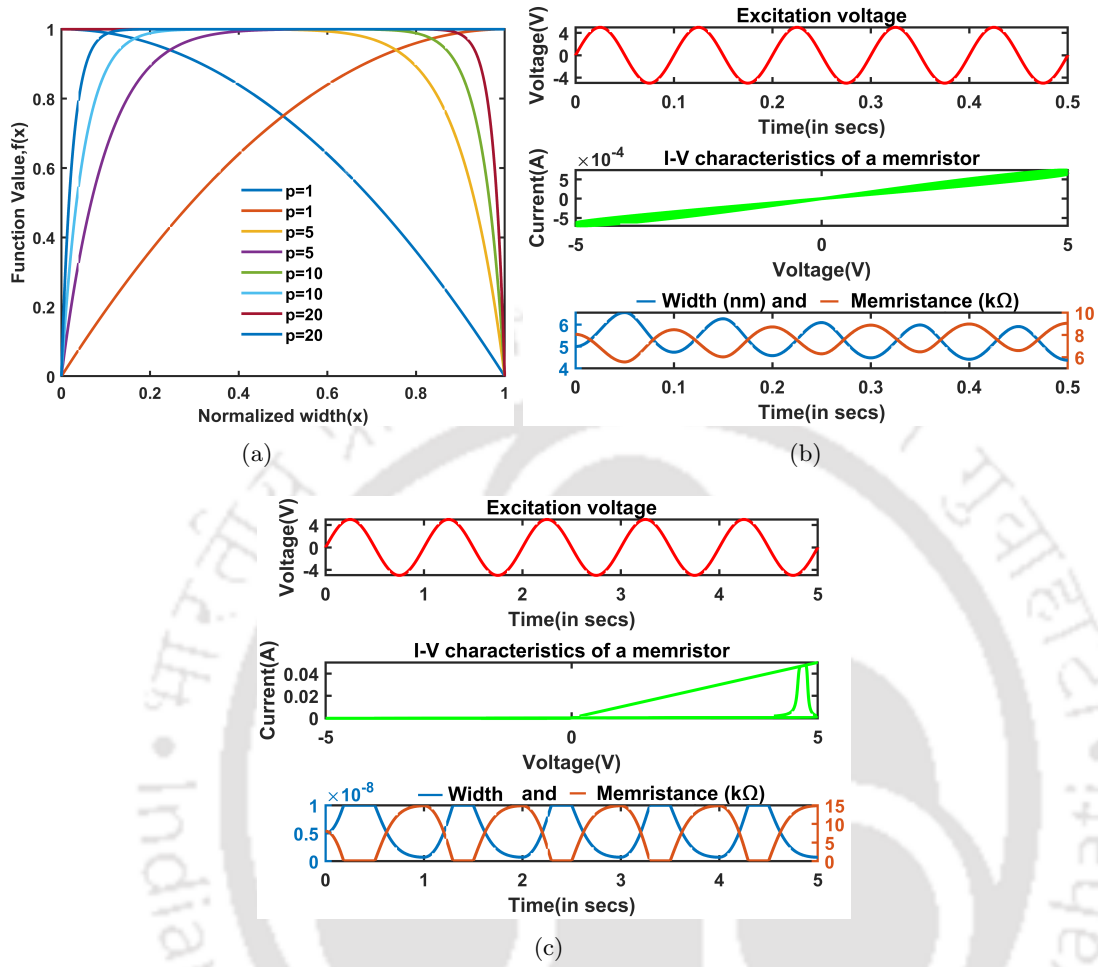 Function Value,f(x)
1
0.8
0.6
0.4
0.2
0
p=1
p=1
p=5
p=5
p=10
p=10
p=20
p=20
0 0.2 0.4 0.6 0.8 1
Normalized width(x)
(a)
Excitation voltage
Voltage(V)
4
0
-4
0 0.1 0.2 0.3 0.4 0.5
Time(in secs)
I-V characteristics of a memristor
×10⁻⁴
Current(A)
5
0
-5
-5 0 5
Voltage(V)
Width (nm) and Memristance (kΩ)
6
5
4
10
8
6
0 0.1 0.2 0.3 0.4 0.5
Time(in secs)
(b)
Excitation voltage
Voltage(V)
4
0
-4
0 1 2 3 4 5
Time(in secs)
I-V characteristics of a memristor
Current(A)
0.04
0.02
0
-5 0 5
Voltage(V)
×10⁻⁸ Width and Memristance (kΩ)
1
0.5
0
15
10
5
0
0 1 2 3 4 5
Time(in secs)
(c)